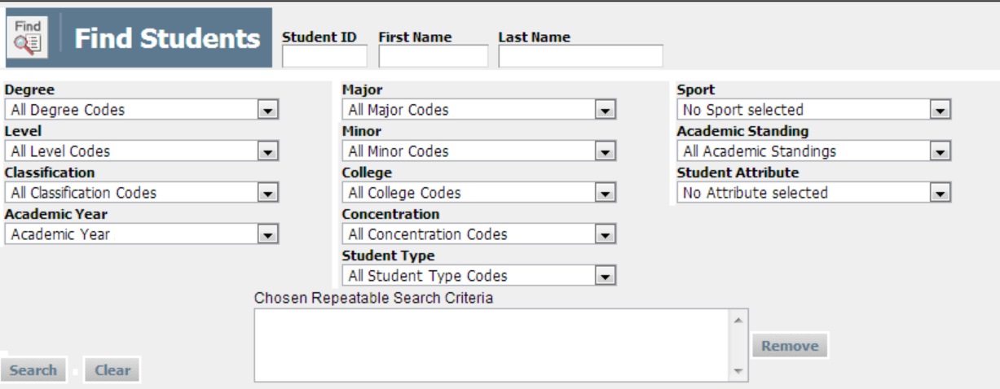 Find
Find Students
Student ID First Name Last Name
Degree Major Sport
All Degree Codes All Major Codes No Sport selected
Level Minor Academic Standing
All Level Codes All Minor Codes All Academic Standings
Classification College Student Attribute
All Classification Codes All College Codes No Attribute selected
Academic Year Concentration
Academic Year All Concentration Codes
Student Type
All Student Type Codes
Chosen Repeatable Search Criteria
Remove
Search Clear